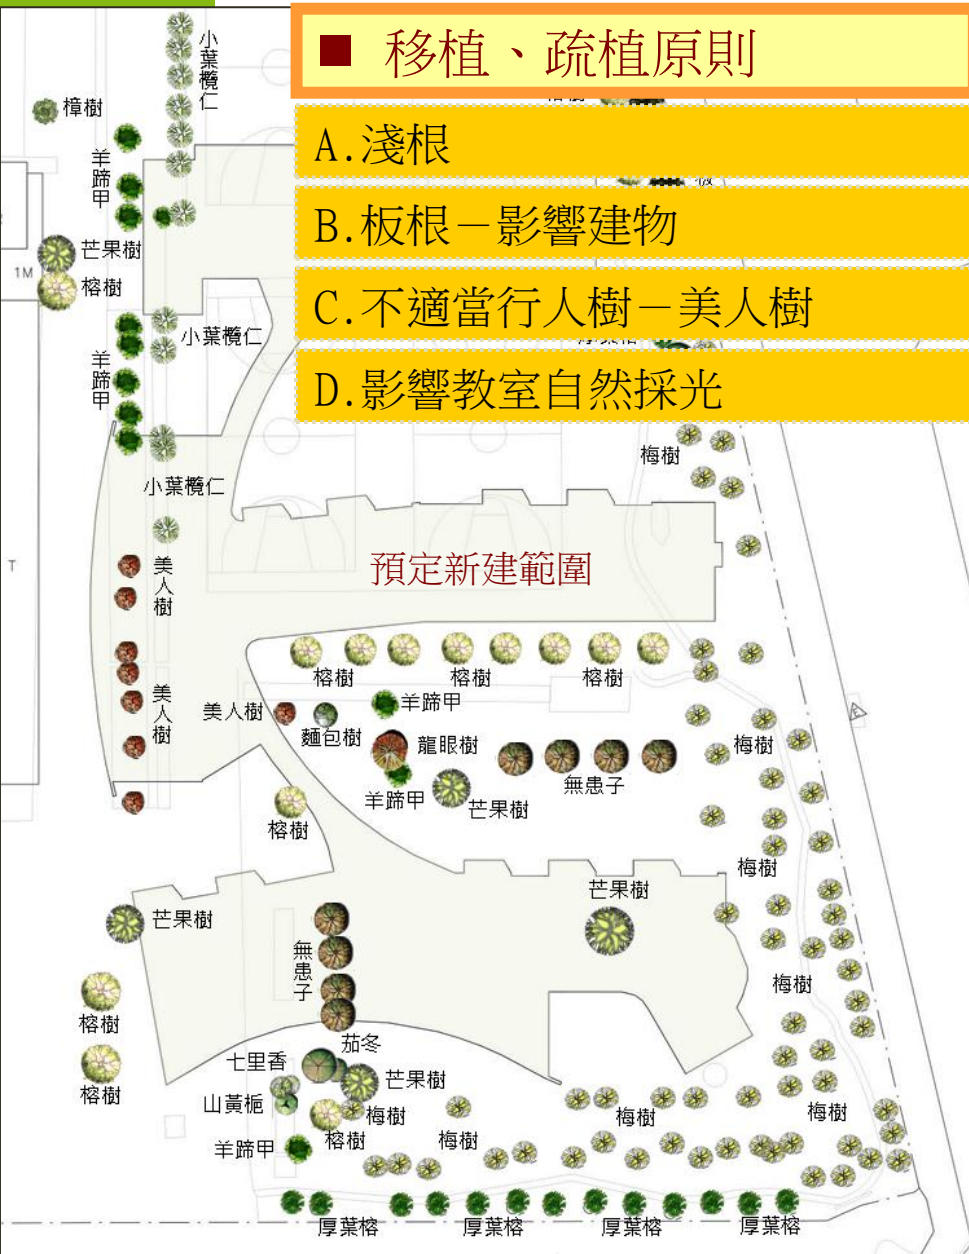 ■ 移植、疏植原則
A.淺根
B.板根－影響建物
C.不適當行人樹－美人樹
D.影響教室自然採光
小葉欖仁
樟樹
羊蹄甲
芒果樹
1M
榕樹
小葉欖仁
羊蹄甲
梅樹
小葉欖仁
預定新建範圍
T
美人樹
榕樹
榕樹
榕樹
美人樹
美人樹
羊蹄甲
麵包樹
龍眼樹
梅樹
無患子
羊蹄甲
芒果樹
榕樹
梅樹
芒果樹
芒果樹
無患子
梅樹
榕樹
茄冬
七里香
芒果樹
榕樹
山黃梔
梅樹
梅樹
梅樹
榕樹
梅樹
羊蹄甲
厚葉榕
厚葉榕
厚葉榕
厚葉榕